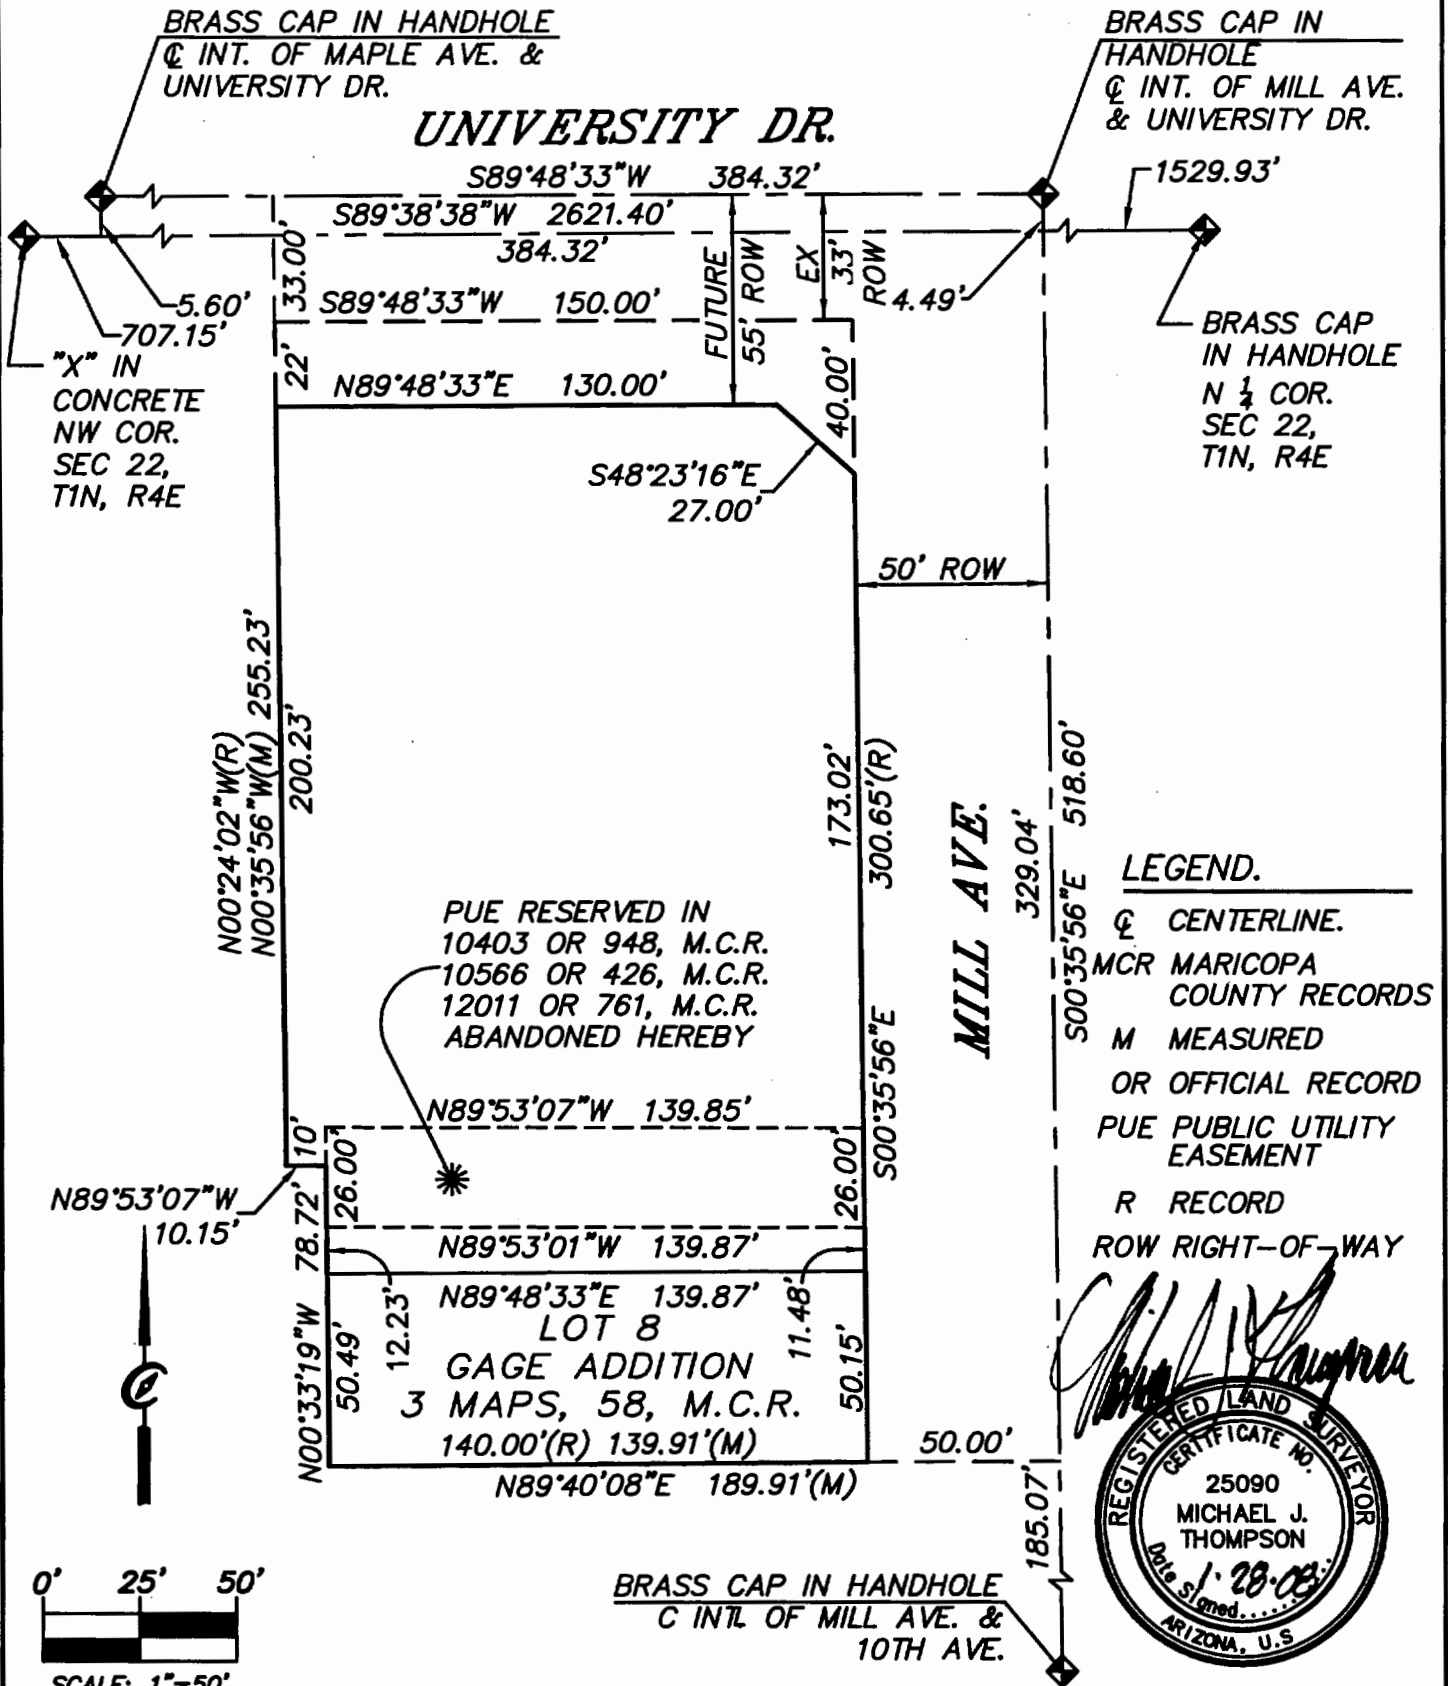 BRASS CAP IN HANDHOLE
℄ INT. OF MAPLE AVE. &
UNIVERSITY DR.
BRASS CAP IN
HANDHOLE
℄ INT. OF MILL AVE.
& UNIVERSITY DR.
UNIVERSITY DR.
1529.93'
S89°48'33"W 384.32'
S89°38'38"W 2621.40'
384.32'
33.00'
FUTURE
55' ROW
EX
33'
ROW
4.49'
5.60'
707.15'
S89°48'33"W 150.00'
"X" IN
CONCRETE
NW COR.
SEC 22,
T1N, R4E
BRASS CAP
IN HANDHOLE
N 1/4 COR.
SEC 22,
T1N, R4E
22'
N89°48'33"E 130.00'
40.00'
S48°23'16"E
27.00'
50' ROW
N00°24'02"W(R)
N00°35'56"W(M) 255.23'
200.23'
173.02'
300.65'(R)
S00°35'56"E
MILL AVE.
329.04'
S00°35'56"E 518.60'
LEGEND.
℄ CENTERLINE.
MCR MARICOPA
COUNTY RECORDS
M MEASURED
OR OFFICIAL RECORD
PUE PUBLIC UTILITY
EASEMENT
R RECORD
ROW RIGHT-OF-WAY
PUE RESERVED IN
10403 OR 948, M.C.R.
10566 OR 426, M.C.R.
12011 OR 761, M.C.R.
ABANDONED HEREBY
N89°53'07"W 139.85'
10'
26.00'
26.00'
N89°53'07"W
10.15'
N89°53'01"W 139.87'
N00°33'19"W 78.72'
N89°48'33"E 139.87'
12.23'
11.48'
50.49'
50.15'
LOT 8
GAGE ADDITION
3 MAPS, 58, M.C.R.
140.00'(R) 139.91'(M)
N89°40'08"E 189.91'(M)
50.00'
185.07'
REGISTERED LAND SURVEYOR
CERTIFICATE NO.
25090
MICHAEL J.
THOMPSON
1·28·08
Date Signed.......
ARIZONA, U.S
BRASS CAP IN HANDHOLE
C INTL OF MILL AVE. &
10TH AVE.
0' 25' 50'
SCALE: 1"=50'